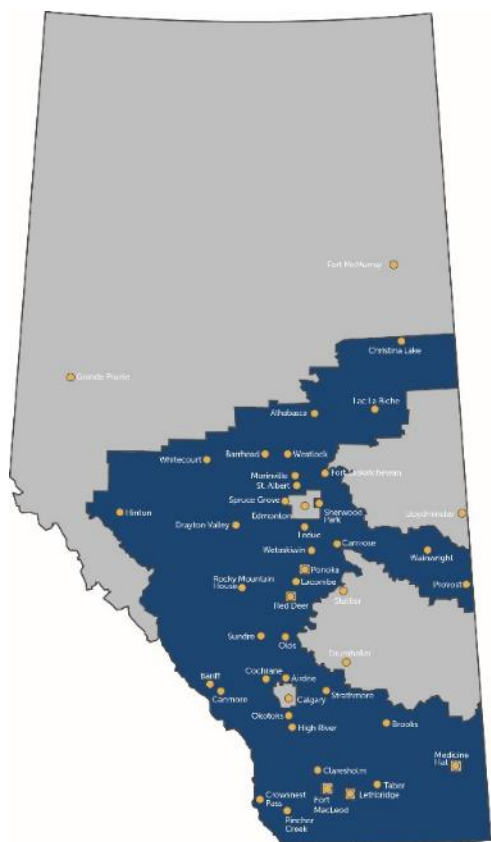 Fort McMurray
Christina Lake
Grande Prairie
Lac La Biche
Athabasca
Barrhead
Westlock
Whitecourt
Morinville
Fort Saskatchewan
St. Albert
Spruce Grove
Hinton
Edmonton
Sherwood
Park
Lloydminster
Drayton Valley
Leduc
Camrose
Wetaskiwin
Wainwright
Ponoka
Lacombe
Rocky Mountain
House
Provost
Stettler
Red Deer
Sundre
Olds
Drumheller
Cochrane
Airdrie
Banff
Canmore
Calgary
Strathmore
Okotoks
High River
Brooks
Medicine
Hat
Claresholm
Taber
Crowsnest
Pass
Fort
MacLeod
Lethbridge
Pincher
Creek